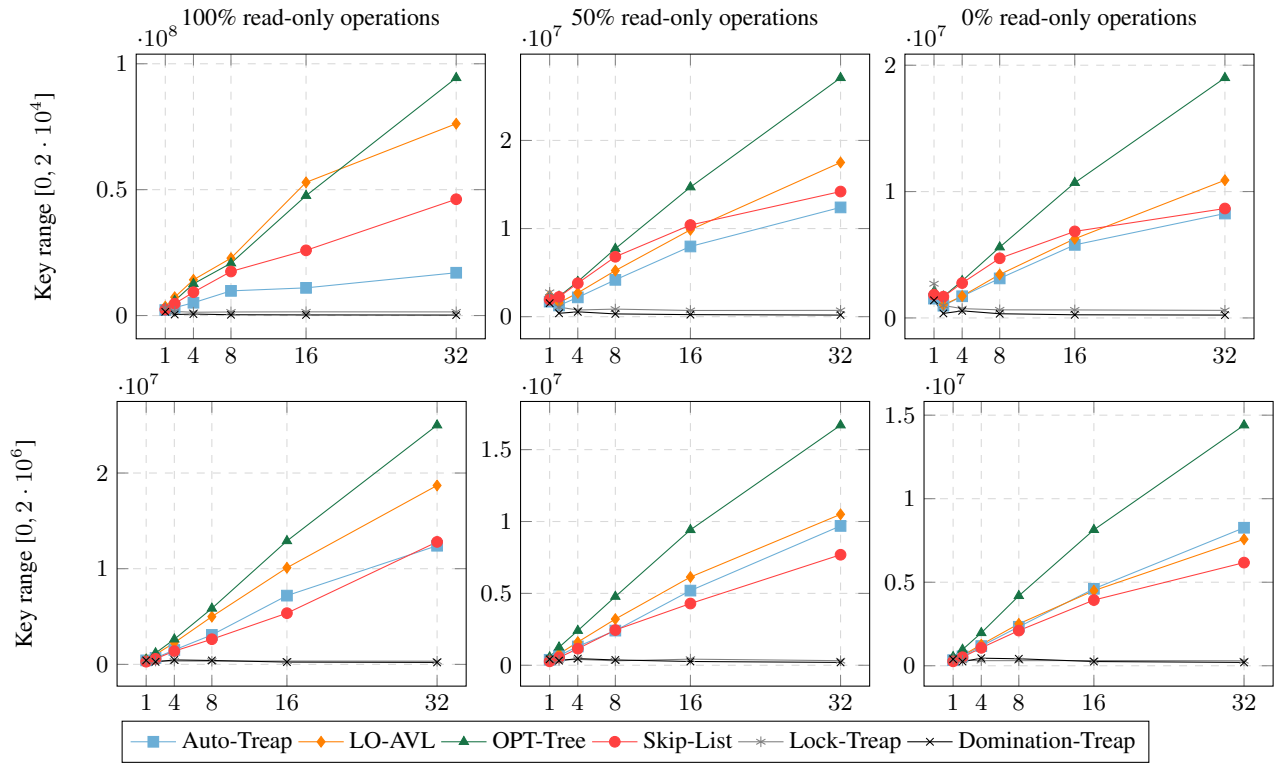 100% read-only operations
50% read-only operations
0% read-only operations
·10^8
1
0.5
0
1 4 8 16 32
·10^7
2
1
0
1 4 8 16 32
·10^7
2
1
0
1 4 8 16 32
Key range [0, 2 · 10^4]
·10^7
2
1
0
1 4 8 16 32
·10^7
1.5
1
0.5
0
1 4 8 16 32
·10^7
1.5
1
0.5
0
1 4 8 16 32
Key range [0, 2 · 10^6]
Auto-Treap LO-AVL OPT-Tree Skip-List Lock-Treap Domination-Treap